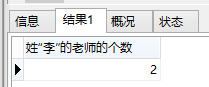 信息 结果1 概况 状态
姓“李”的老师的个数
2